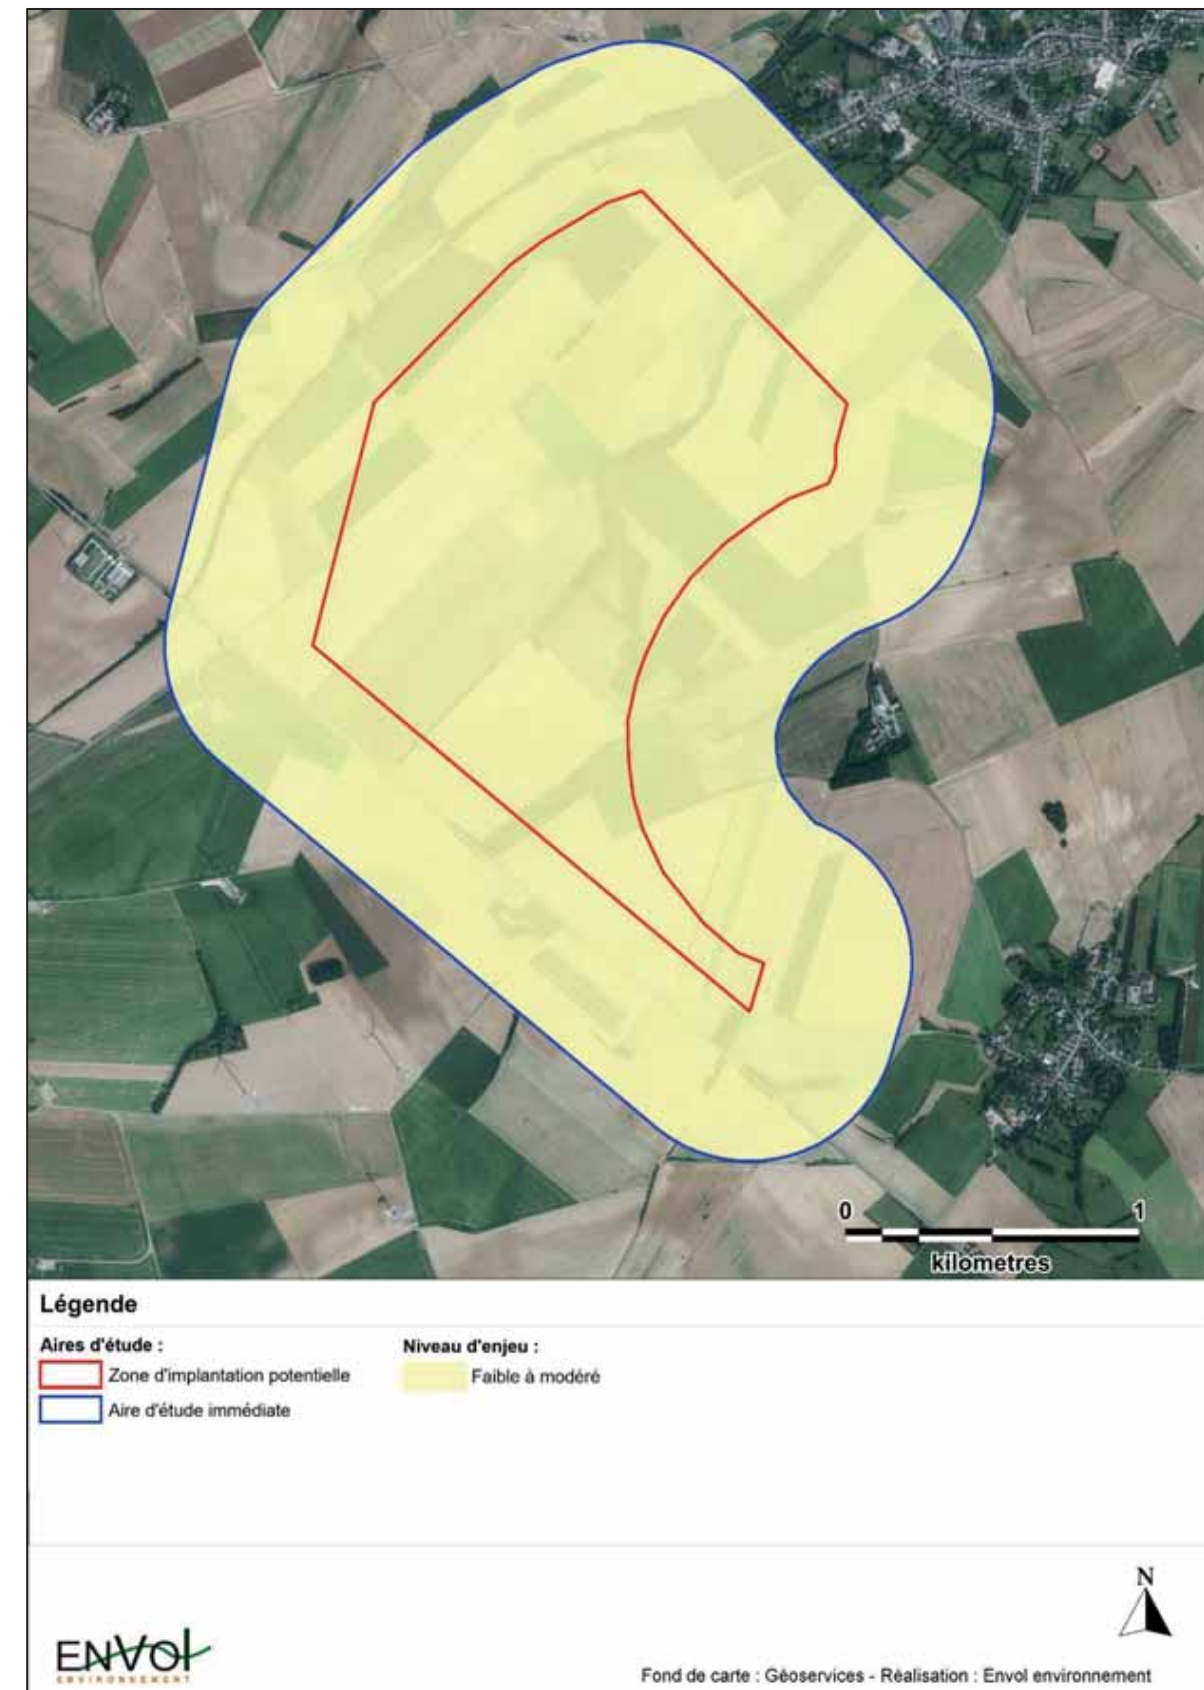 0 1
kilometres
Légende
Aires d'étude :
Zone d'implantation potentielle
Aire d'étude immédiate
Niveau d'enjeu :
Faible à modéré
N
ENVOl
ENVIRONNEMENT
Fond de carte : Géoservices - Réalisation : Envol environnement